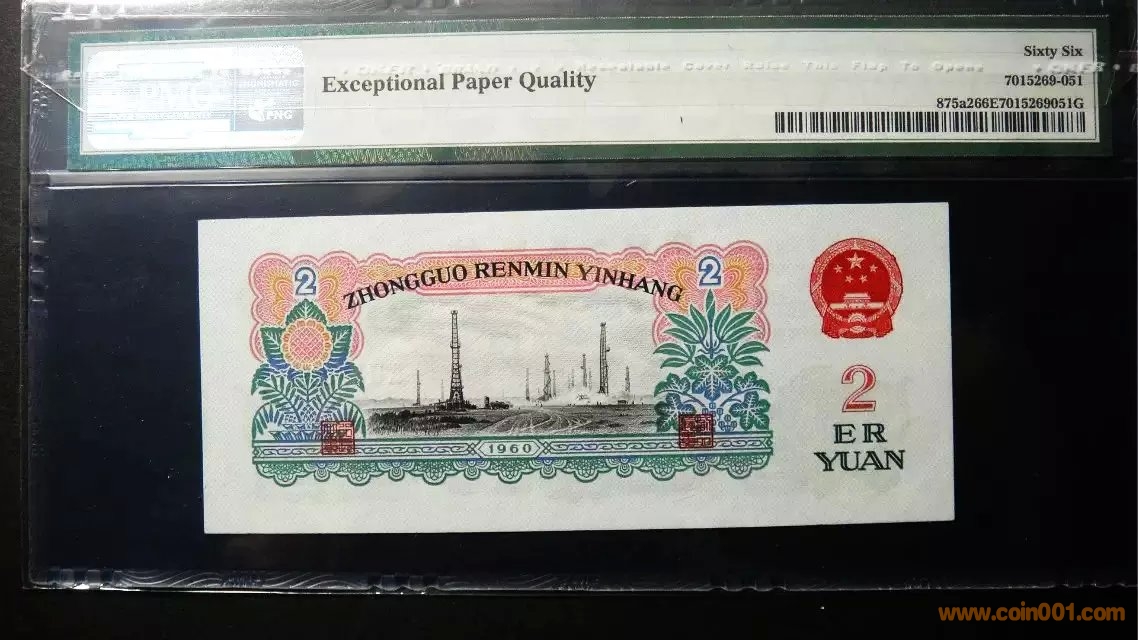 Sixty Six
Exceptional Paper Quality
7015269-051
875a266E7015269051G
PNG
2
2
ZHONGGUO RENMIN YINHANG
1960
2
ER
YUAN
www.coin001.com